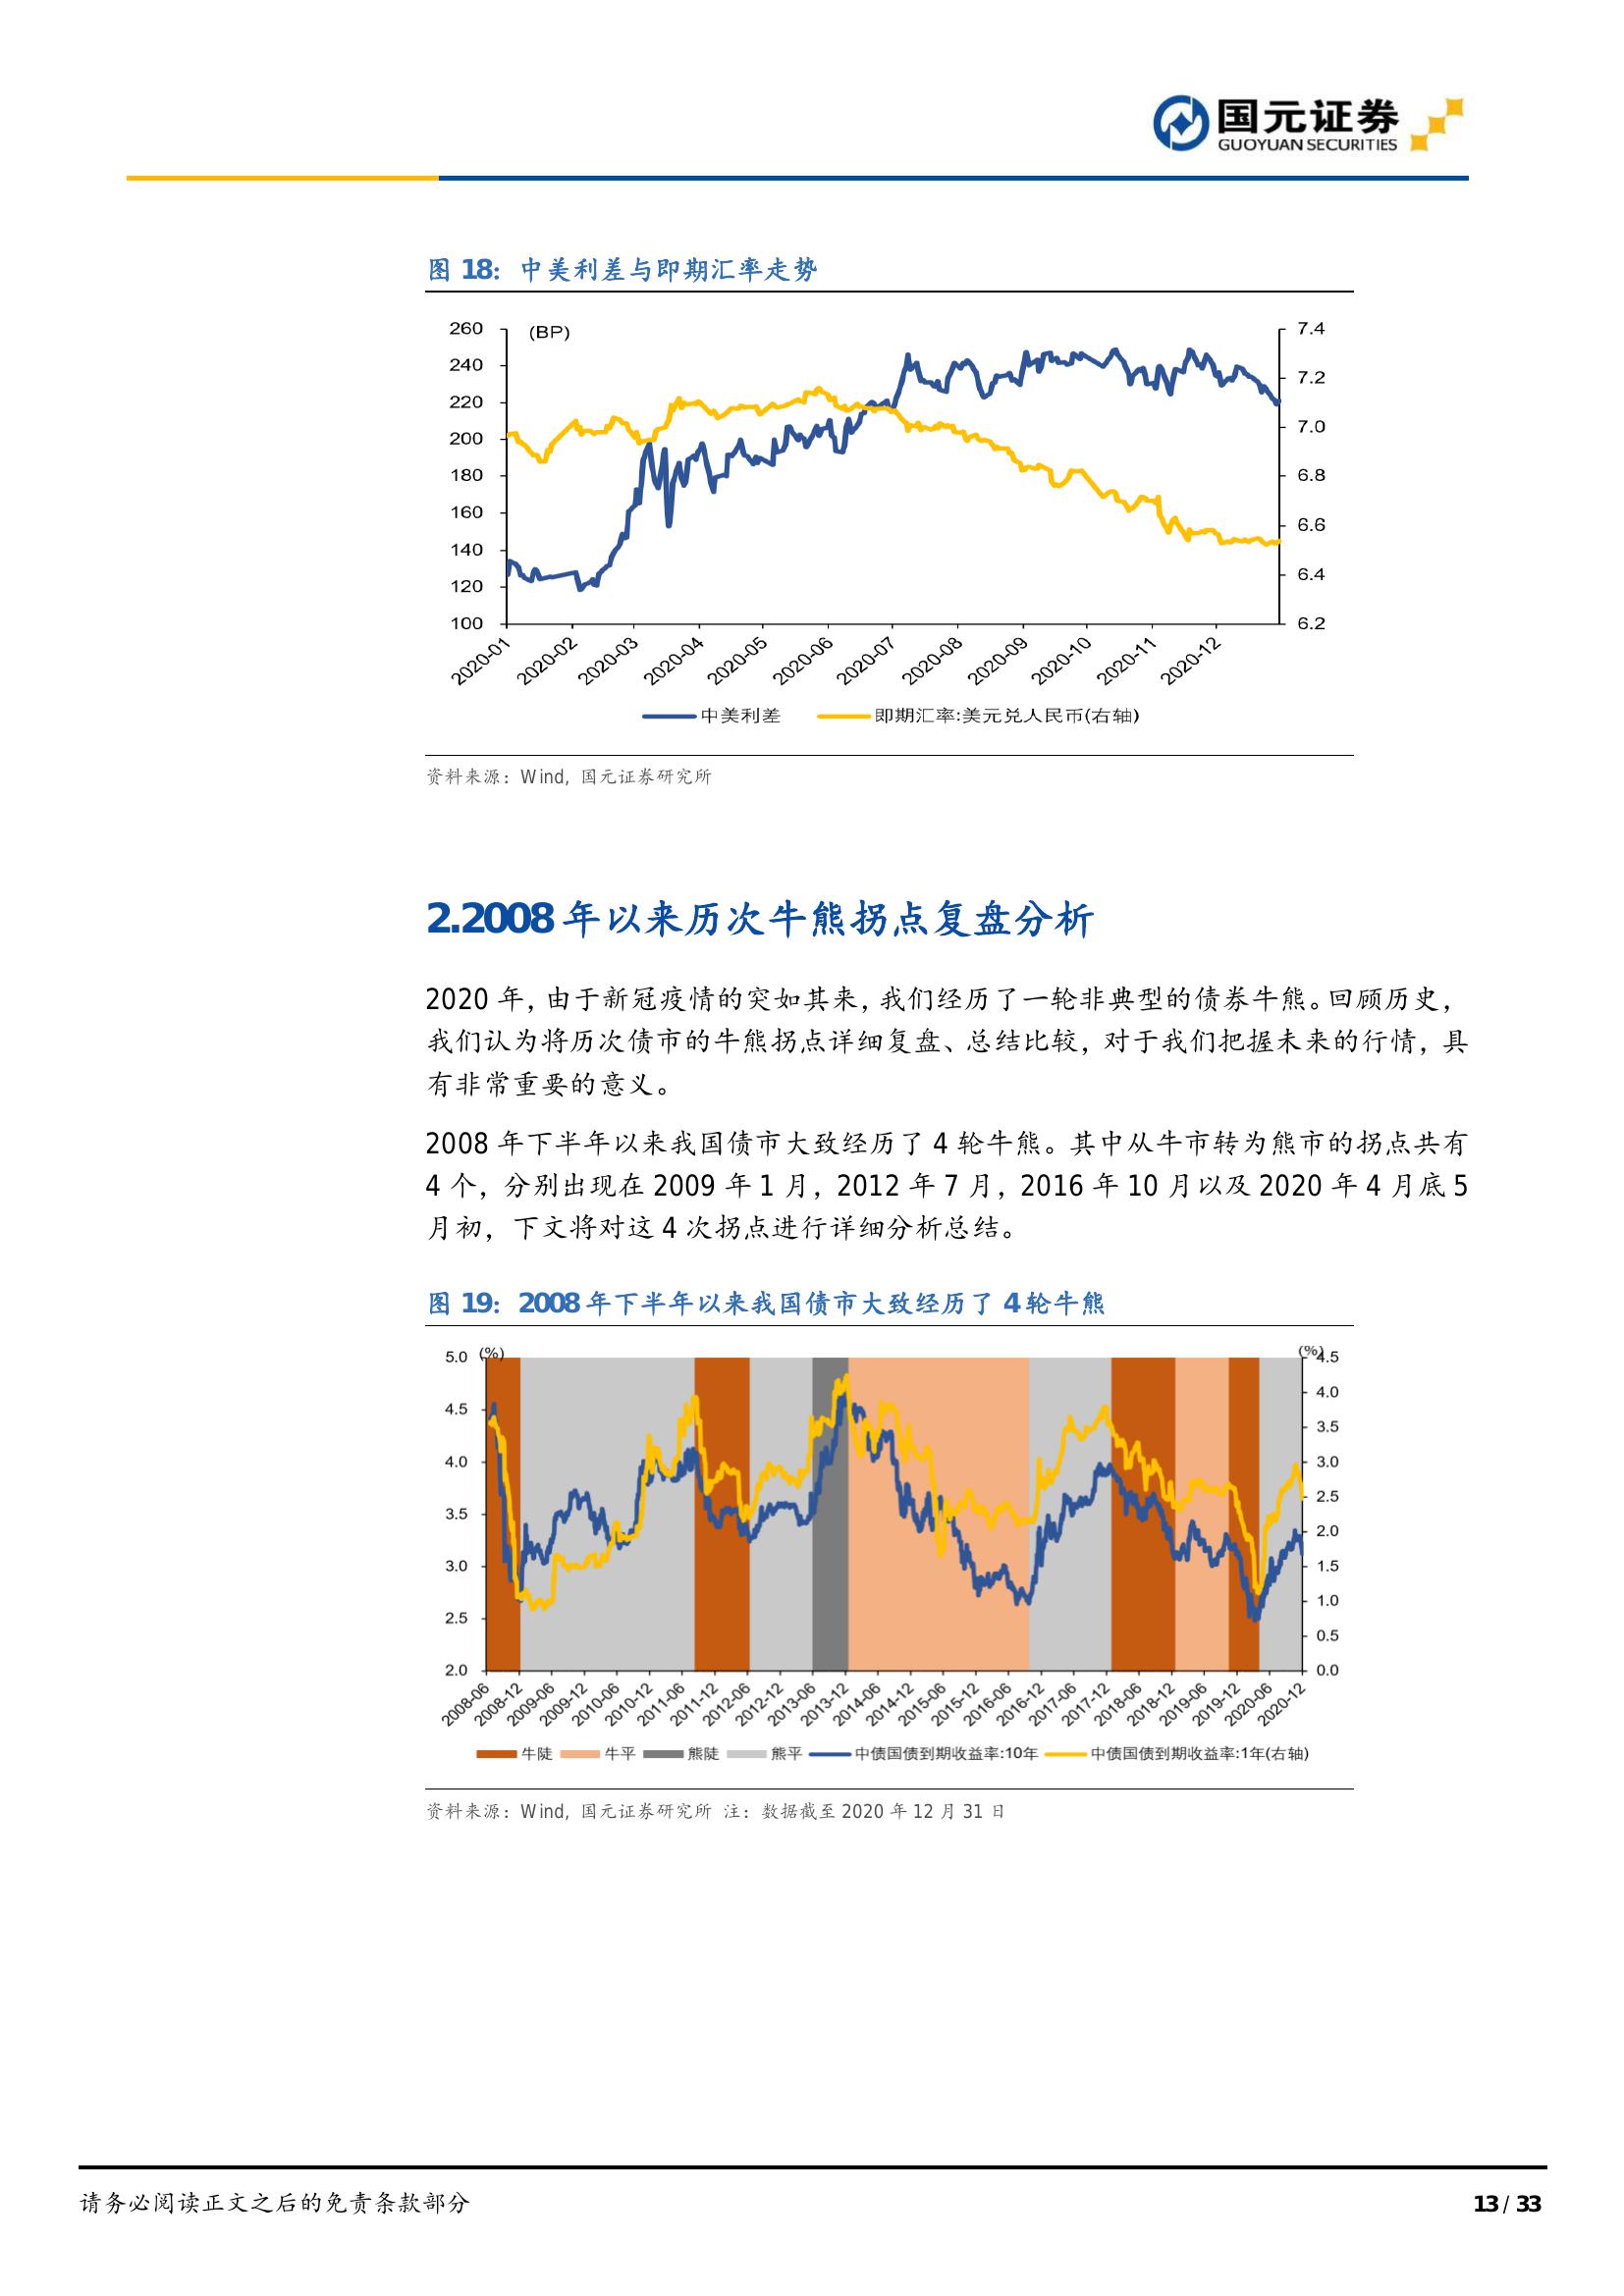 国元证券
GUOYUAN SECURITIES
图 18：中美利差与即期汇率走势
(BP)
260 7.4
240
7.2
220
7.0
200
180 6.8
160
6.6
140
6.4
120
100 6.2
2020-01 2020-02 2020-03 2020-04 2020-05 2020-06 2020-07 2020-08 2020-09 2020-10 2020-11 2020-12
中美利差 即期汇率:美元兑人民币(右轴)
资料来源：Wind，国元证券研究所
2.2008 年以来历次牛熊拐点复盘分析
2020 年，由于新冠疫情的突如其来，我们经历了一轮非典型的债券牛熊。回顾历史，
我们认为将历次债市的牛熊拐点详细复盘、总结比较，对于我们把握未来的行情，具
有非常重要的意义。
2008 年下半年以来我国债市大致经历了 4 轮牛熊。其中从牛市转为熊市的拐点共有
4 个，分别出现在 2009 年 1 月，2012 年 7 月，2016 年 10 月以及 2020 年 4 月底 5
月初，下文将对这 4 次拐点进行详细分析总结。
图 19：2008 年下半年以来我国债市大致经历了 4 轮牛熊
(%) (%)
5.0 4.5
4.0
4.5
3.5
4.0 3.0
2.5
3.5
2.0
3.0 1.5
1.0
2.5
0.5
2.0 0.0
2008-06 2008-12 2009-06 2009-12 2010-06 2010-12 2011-06 2011-12 2012-06 2012-12 2013-06 2013-12 2014-06 2014-12 2015-06 2015-12 2016-06 2016-12 2017-06 2017-12 2018-06 2018-12 2019-06 2019-12 2020-06 2020-12
牛陡 牛平 熊陡 熊平 中债国债到期收益率:10年 中债国债到期收益率:1年(右轴)
资料来源：Wind，国元证券研究所 注：数据截至 2020 年 12 月 31 日
请务必阅读正文之后的免责条款部分 13 / 33